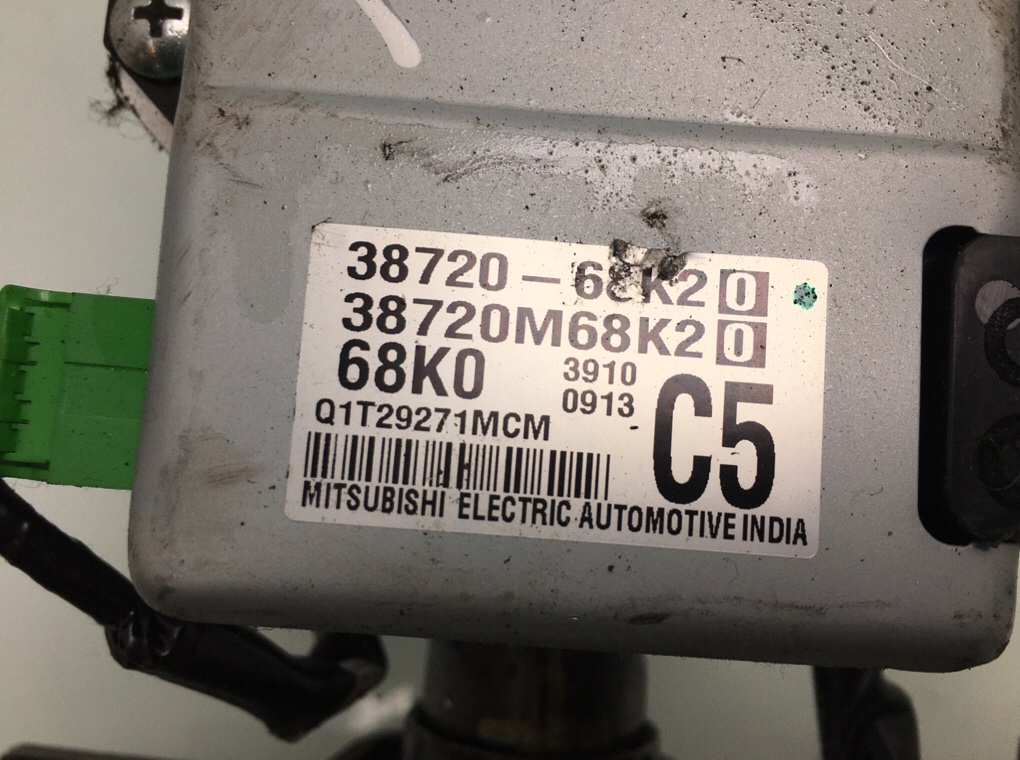 38720-68K20
38720M68K20
68K0
3910
0913
C5
Q1T29271MCM
MITSUBISHI ELECTRIC AUTOMOTIVE INDIA